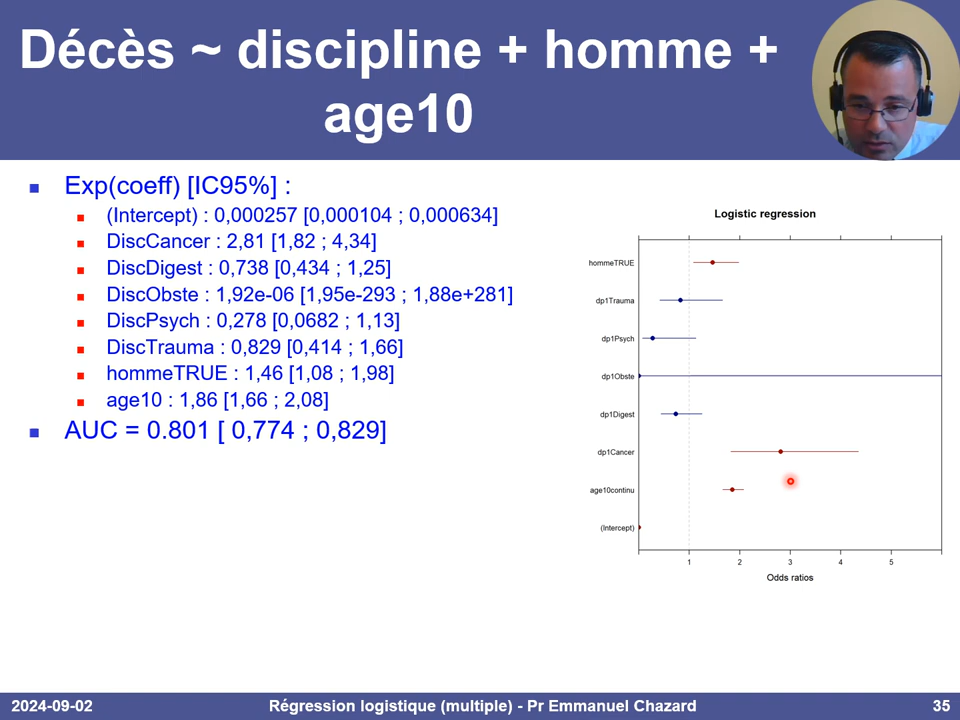 Décès ~ discipline + homme +
age10
Exp(coeff) [IC95%] :
(Intercept) : 0,000257 [0,000104 ; 0,000634]
DiscCancer : 2,81 [1,82 ; 4,34]
DiscDigest : 0,738 [0,434 ; 1,25]
DiscObste : 1,92e-06 [1,95e-293 ; 1,88e+281]
DiscPsych : 0,278 [0,0682 ; 1,13]
DiscTrauma : 0,829 [0,414 ; 1,66]
hommeTRUE : 1,46 [1,08 ; 1,98]
age10 : 1,86 [1,66 ; 2,08]
AUC = 0.801 [ 0,774 ; 0,829]
Logistic regression
hommeTRUE
dp1Trauma
dp1Psych
dp1Obste
dp1Digest
dp1Cancer
age10continu
(Intercept)
1 2 3 4 5
Odds ratios
2024-09-02
Régression logistique (multiple) - Pr Emmanuel Chazard
35